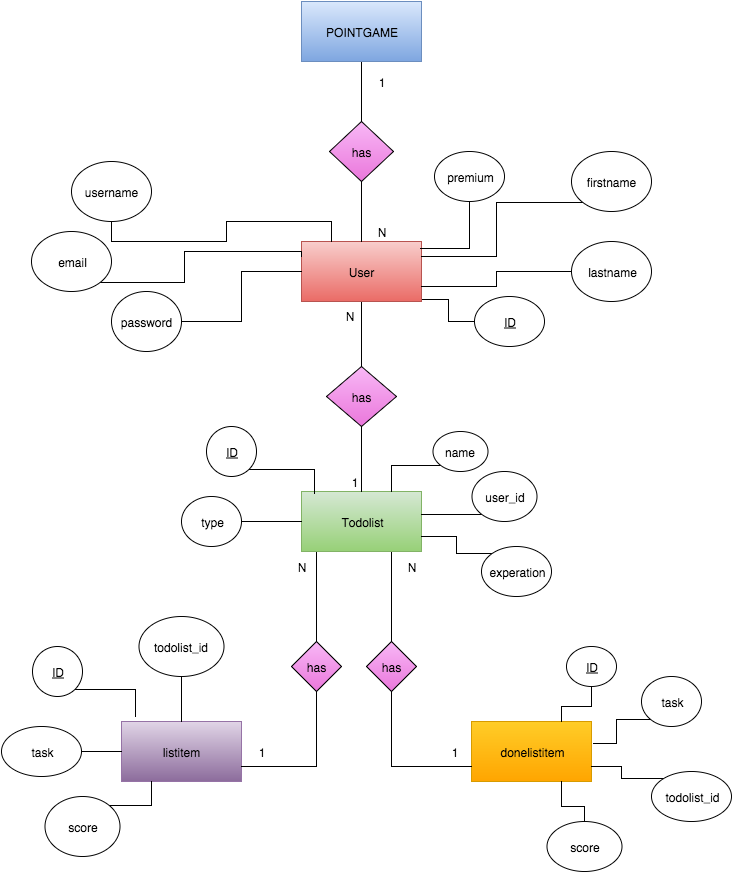 POINTGAME
1
has
premium
firstname
username
N
email
User
lastname
password
N
ID
has
ID
name
1
user_id
type
Todolist
N
N
experation
todolist_id
ID
has
has
ID
task
task
listitem
1
1
donelistitem
todolist_id
score
score